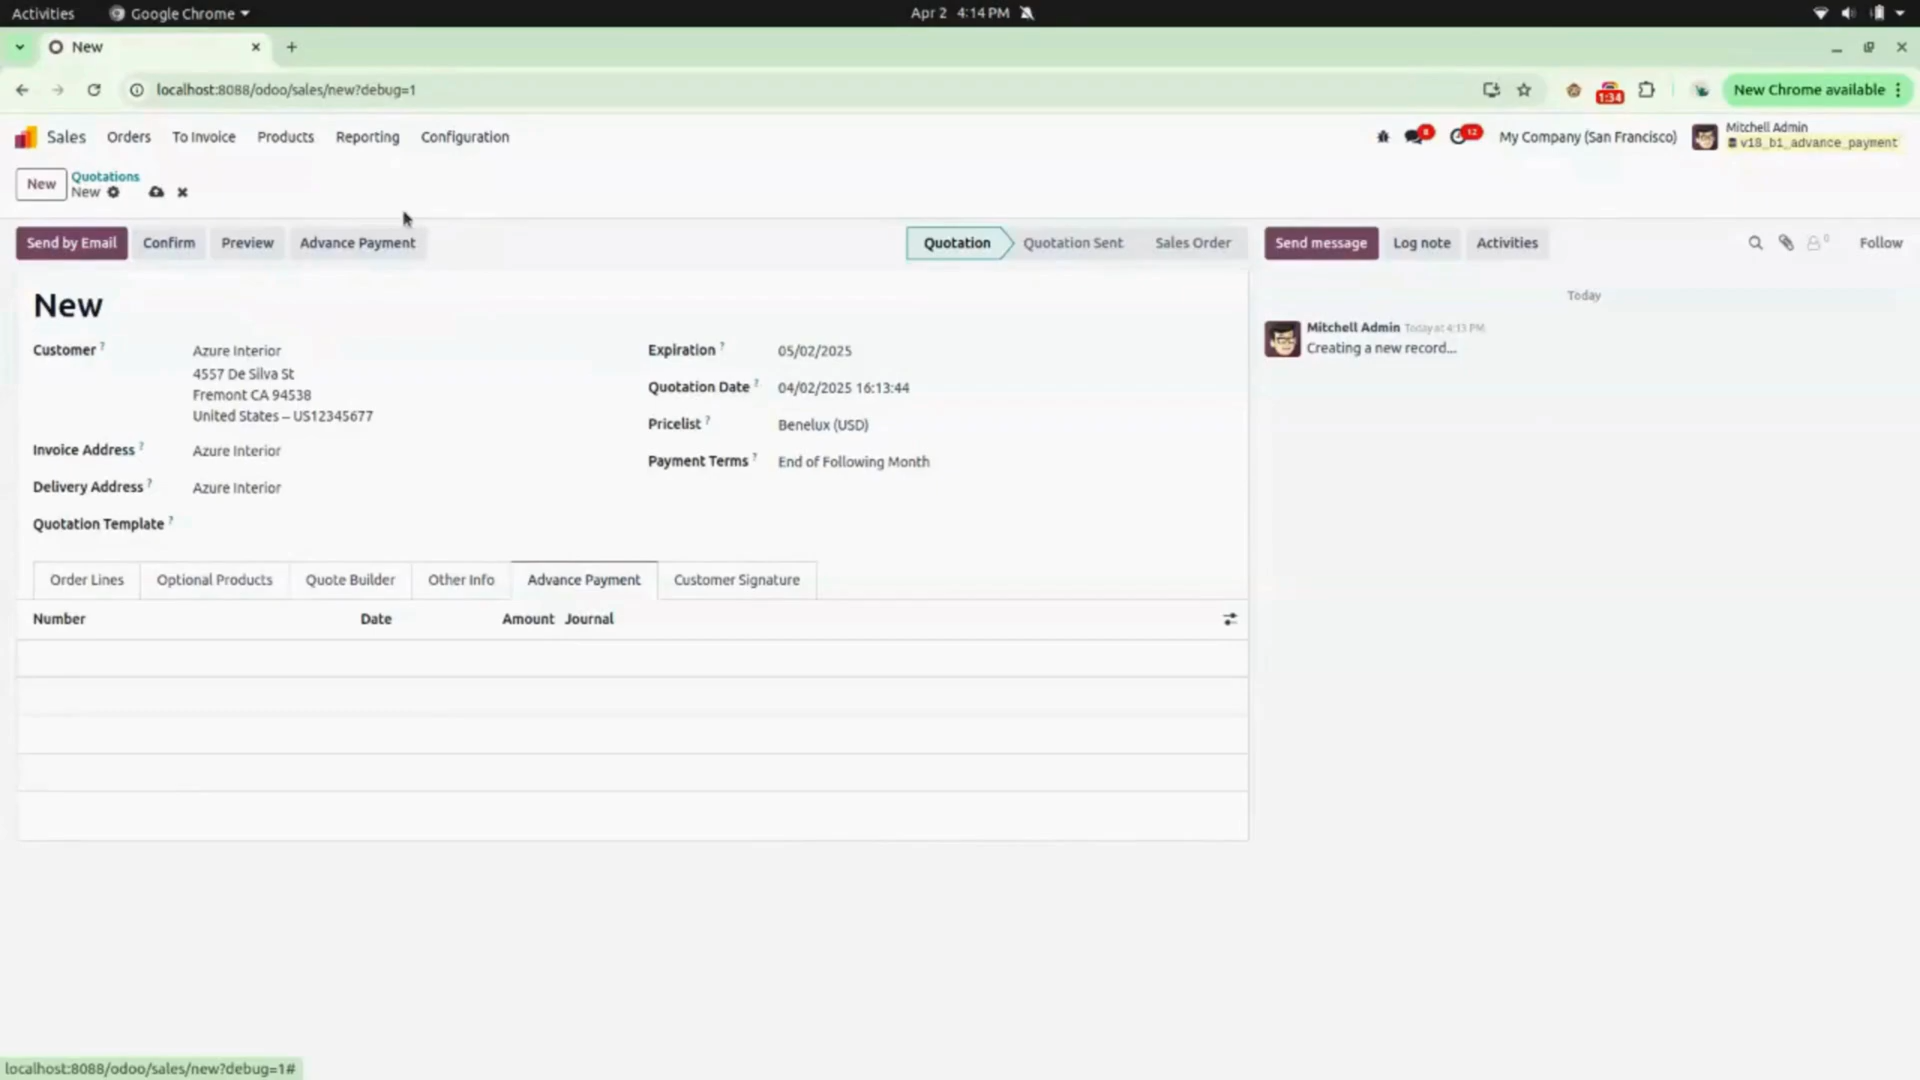 Activities Google Chrome Apr 2 4:14 PM
New
localhost:8088/odoo/sales/new?debug=1 1:34 New Chrome available
Sales Orders To Invoice Products Reporting Configuration 8 12 My Company (San Francisco) Mitchell Admin
v18_b1_advance_payment
New Quotations
New
Send by Email Confirm Preview Advance Payment Quotation Quotation Sent Sales Order Send message Log note Activities 0 Follow
New
Today
Customer ? Azure Interior Expiration ? 05/02/2025
Mitchell Admin Today at 4:13 PM
Creating a new record...
4557 De Silva St
Fremont CA 94538
United States – US12345677
Quotation Date ? 04/02/2025 16:13:44
Pricelist ? Benelux (USD)
Invoice Address ? Azure Interior Payment Terms ? End of Following Month
Delivery Address ? Azure Interior
Quotation Template ?
Order Lines Optional Products Quote Builder Other Info Advance Payment Customer Signature
Number Date Amount Journal
localhost:8088/odoo/sales/new?debug=1#